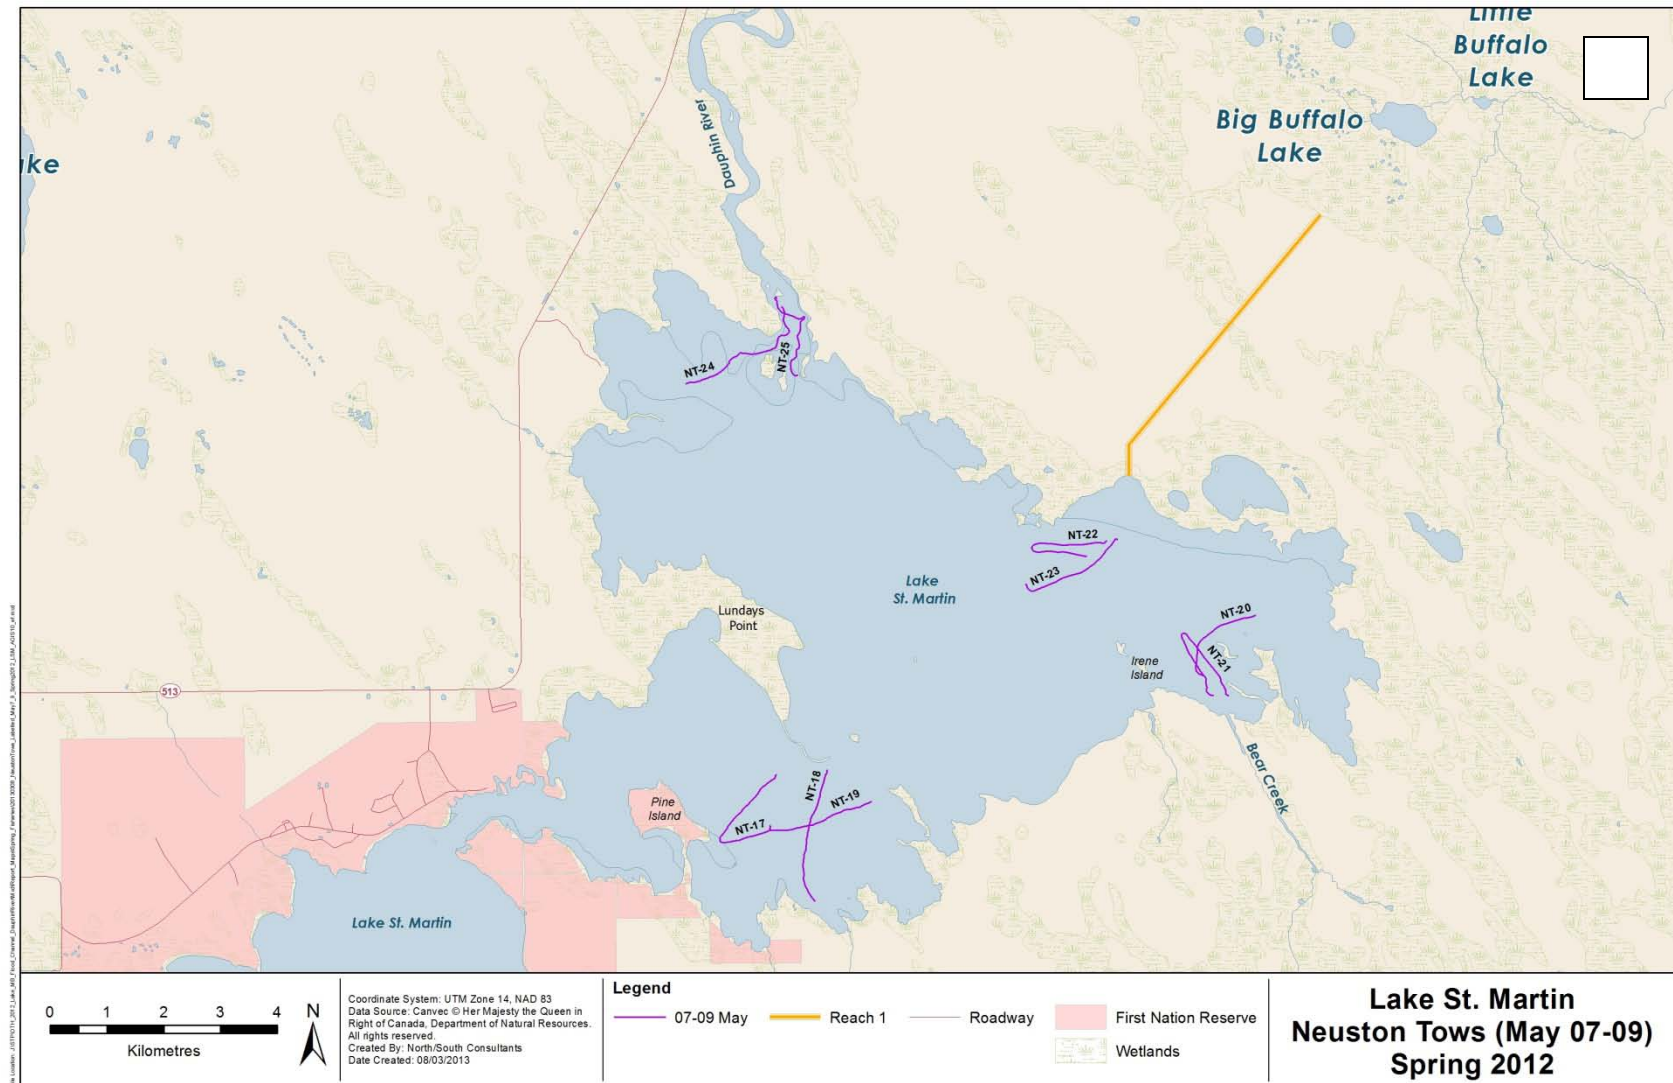 Little
Buffalo
Lake
Big Buffalo
Lake
ake
Dauphin River
NT-24
NT-25
NT-22
NT-23
Lake
St. Martin
Lundays
Point
NT-20
NT-21
Irene
Island
513
Bear Creek
NT-18
NT-19
NT-17
Pine
Island
Lake St. Martin
0 1 2 3 4
Kilometres
N
Coordinate System: UTM Zone 14, NAD 83
Data Source: Canvec © Her Majesty the Queen in
Right of Canada, Department of Natural Resources.
All rights reserved.
Created By: North/South Consultants
Date Created: 08/03/2013
Legend
07-09 May
Reach 1
Roadway
First Nation Reserve
Wetlands
Lake St. Martin
Neuston Tows (May 07-09)
Spring 2012